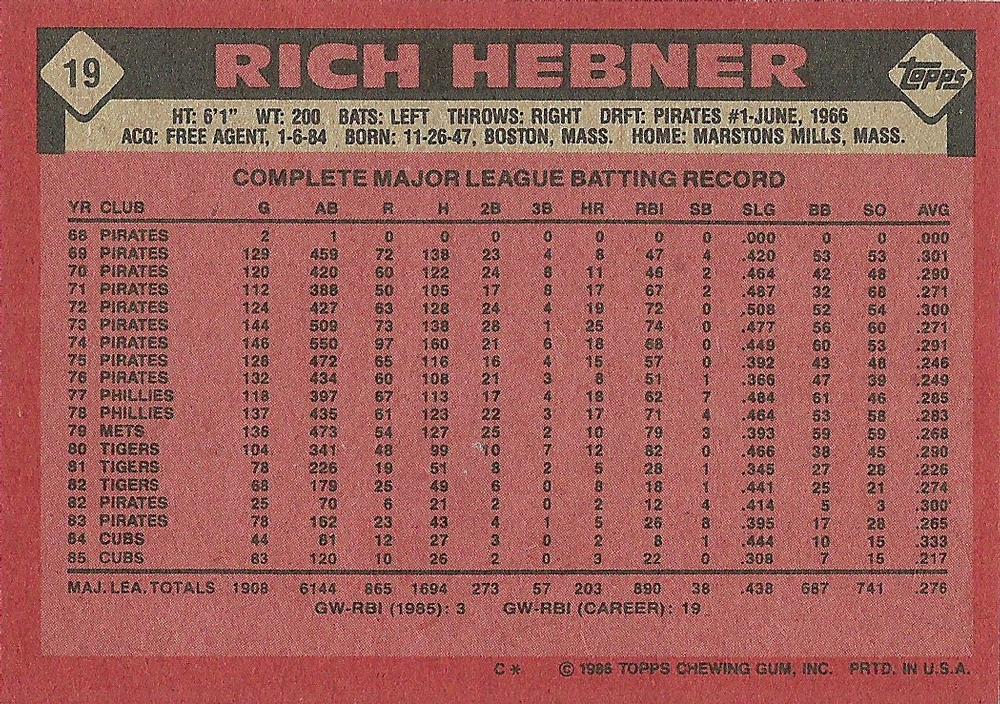 19 RICH HEBNER topps
HT: 6'1" WT: 200 BATS: LEFT THROWS: RIGHT DRFT: PIRATES #1-JUNE, 1966
ACQ: FREE AGENT, 1-6-84 BORN: 11-26-47, BOSTON, MASS. HOME: MARSTONS MILLS, MASS.
COMPLETE MAJOR LEAGUE BATTING RECORD
YR CLUB G AB R H 2B 3B HR RBI SB SLG BB SO AVG
68 PIRATES 2 1 0 0 0 0 0 0 0 .000 0 0 .000
69 PIRATES 129 459 72 138 23 4 8 47 4 .420 53 53 .301
70 PIRATES 120 420 60 122 24 8 11 46 2 .464 42 48 .290
71 PIRATES 112 388 50 105 17 8 17 67 2 .487 32 68 .271
72 PIRATES 124 427 63 128 24 4 19 72 0 .508 52 54 .300
73 PIRATES 144 509 73 138 28 1 25 74 0 .477 56 60 .271
74 PIRATES 146 550 97 160 21 6 18 68 0 .449 60 53 .291
75 PIRATES 128 472 65 116 16 4 15 57 0 .392 43 48 .246
76 PIRATES 132 434 60 108 21 3 8 51 1 .366 47 39 .249
77 PHILLIES 118 397 67 113 17 4 18 62 7 .484 61 46 .285
78 PHILLIES 137 435 61 123 22 3 17 71 4 .464 53 58 .283
79 METS 136 473 54 127 25 2 10 79 3 .393 59 59 .268
80 TIGERS 104 341 48 99 10 7 12 82 0 .466 38 45 .290
81 TIGERS 78 226 19 51 8 2 5 28 1 .345 27 28 .226
82 TIGERS 68 179 25 49 6 0 8 18 1 .441 25 21 .274
82 PIRATES 25 70 6 21 2 0 2 12 4 .414 5 3 .300
83 PIRATES 78 162 23 43 4 1 5 26 8 .395 17 28 .265
84 CUBS 44 81 12 27 3 0 2 8 1 .444 10 15 .333
85 CUBS 83 120 10 26 2 0 3 22 0 .308 7 15 .217
MAJ. LEA. TOTALS 1908 6144 865 1694 273 57 203 890 38 .438 687 741 .276
GW-RBI (1985): 3 GW-RBI (CAREER): 19
C * © 1986 TOPPS CHEWING GUM, INC. PRTD. IN U.S.A.